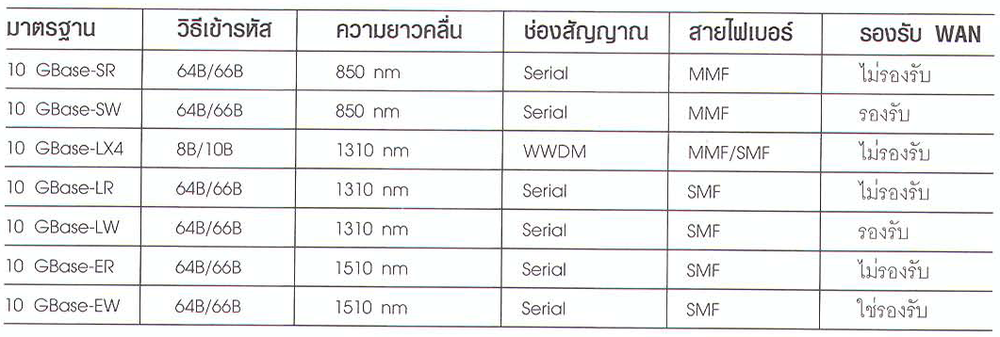 มาตรฐาน วิธีเข้ารหัส ความยาวคลื่น ช่องสัญญาณ สายไฟเบอร์ รองรับ WAN
10 GBase-SR 64B/66B 850 nm Serial MMF ไม่รองรับ
10 GBase-SW 64B/66B 850 nm Serial MMF รองรับ
10 GBase-LX4 8B/10B 1310 nm WWDM MMF/SMF ไม่รองรับ
10 GBase-LR 64B/66B 1310 nm Serial SMF ไม่รองรับ
10 GBase-LW 64B/66B 1310 nm Serial SMF รองรับ
10 GBase-ER 64B/66B 1510 nm Serial SMF ไม่รองรับ
10 GBase-EW 64B/66B 1510 nm Serial SMF ใช่รองรับ